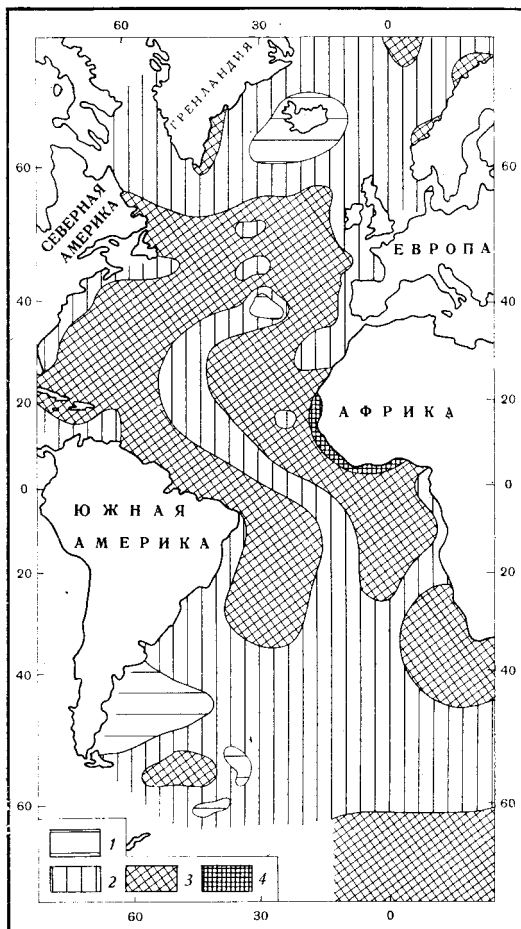 60 30 0
ГРЕНЛАНДИЯ
60 60
СЕВЕРНАЯ
АМЕРИКА
ЕВРОПА
40 40
20 АФРИКА 20
0 0
ЮЖНАЯ
АМЕРИКА
20 20
40 40
60 60
1
2 3 4
60 30 0